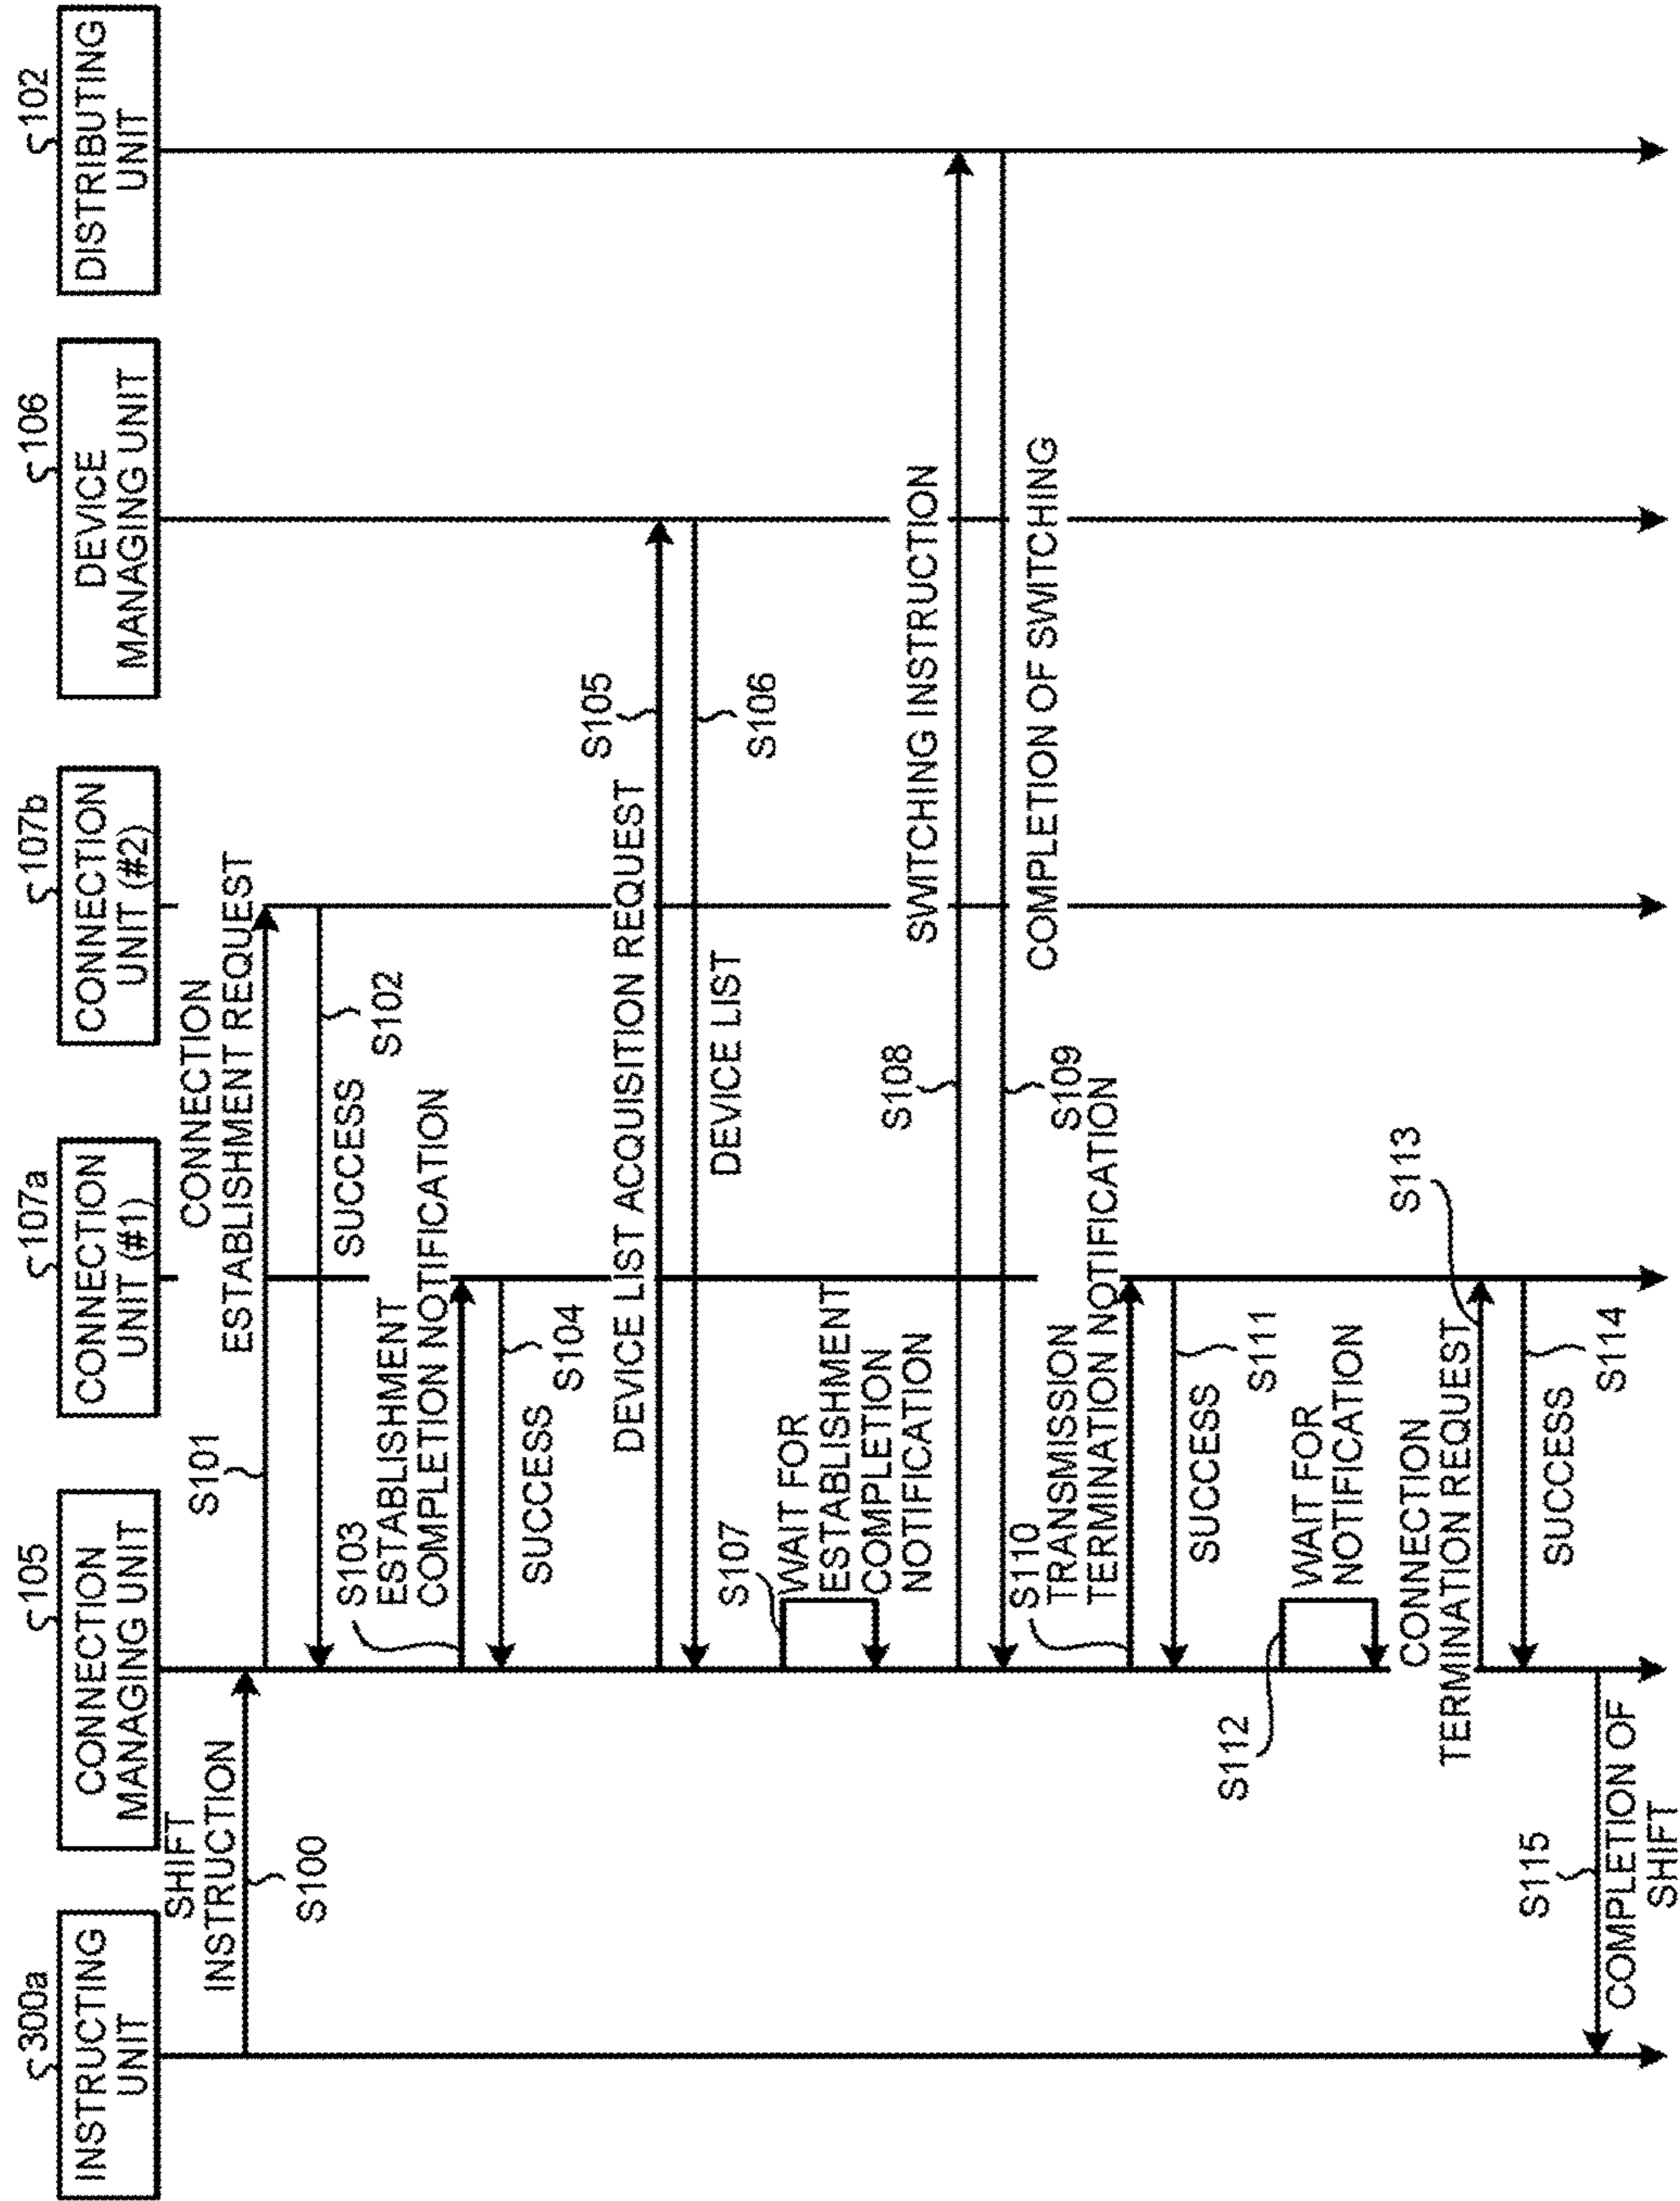 300a
INSTRUCTING
UNIT
105
CONNECTION
MANAGING UNIT
107a
CONNECTION
UNIT (#1)
107b
CONNECTION
UNIT (#2)
106
DEVICE
MANAGING UNIT
102
DISTRIBUTING
UNIT
SHIFT
INSTRUCTION
S100
S101
CONNECTION
ESTABLISHMENT REQUEST
SUCCESS
S102
S103
ESTABLISHMENT
COMPLETION NOTIFICATION
SUCCESS
S104
DEVICE LIST ACQUISITION REQUEST
S105
DEVICE LIST
S106
S107
WAIT FOR
ESTABLISHMENT
COMPLETION
NOTIFICATION
S108
SWITCHING INSTRUCTION
S109
COMPLETION OF SWITCHING
S110
TRANSMISSION
TERMINATION NOTIFICATION
SUCCESS
S111
S112
WAIT FOR
NOTIFICATION
CONNECTION
TERMINATION REQUEST
S113
SUCCESS
S114
S115
COMPLETION OF
SHIFT